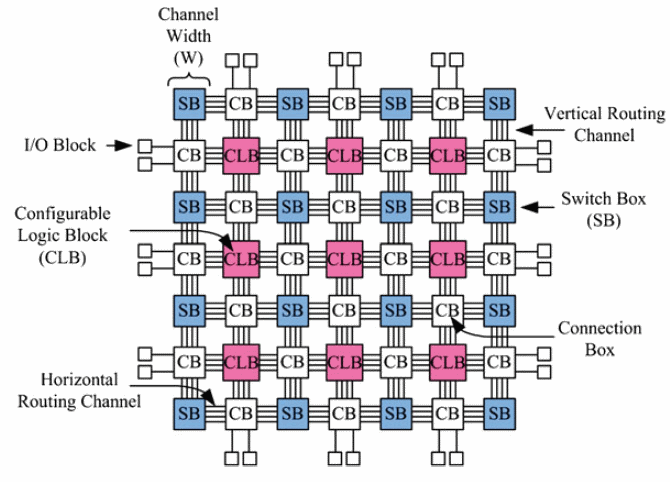 Channel
Width
(W)
SB CB SB CB SB CB SB
Vertical Routing
Channel
I/O Block
CB CLB CB CLB CB CLB CB
SB CB SB CB SB CB SB
Switch Box
(SB)
Configurable
Logic Block
(CLB)
CB CLB CB CLB CB CLB CB
SB CB SB CB SB CB SB
Connection
Box
CB CLB CB CLB CB CLB CB
Horizontal
Routing Channel
SB CB SB CB SB CB SB